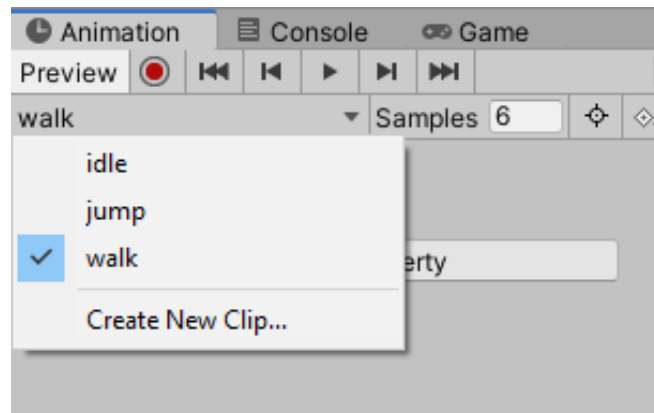 Animation Console Game
Preview
walk Samples 6
idle
jump
walk
erty
Create New Clip...